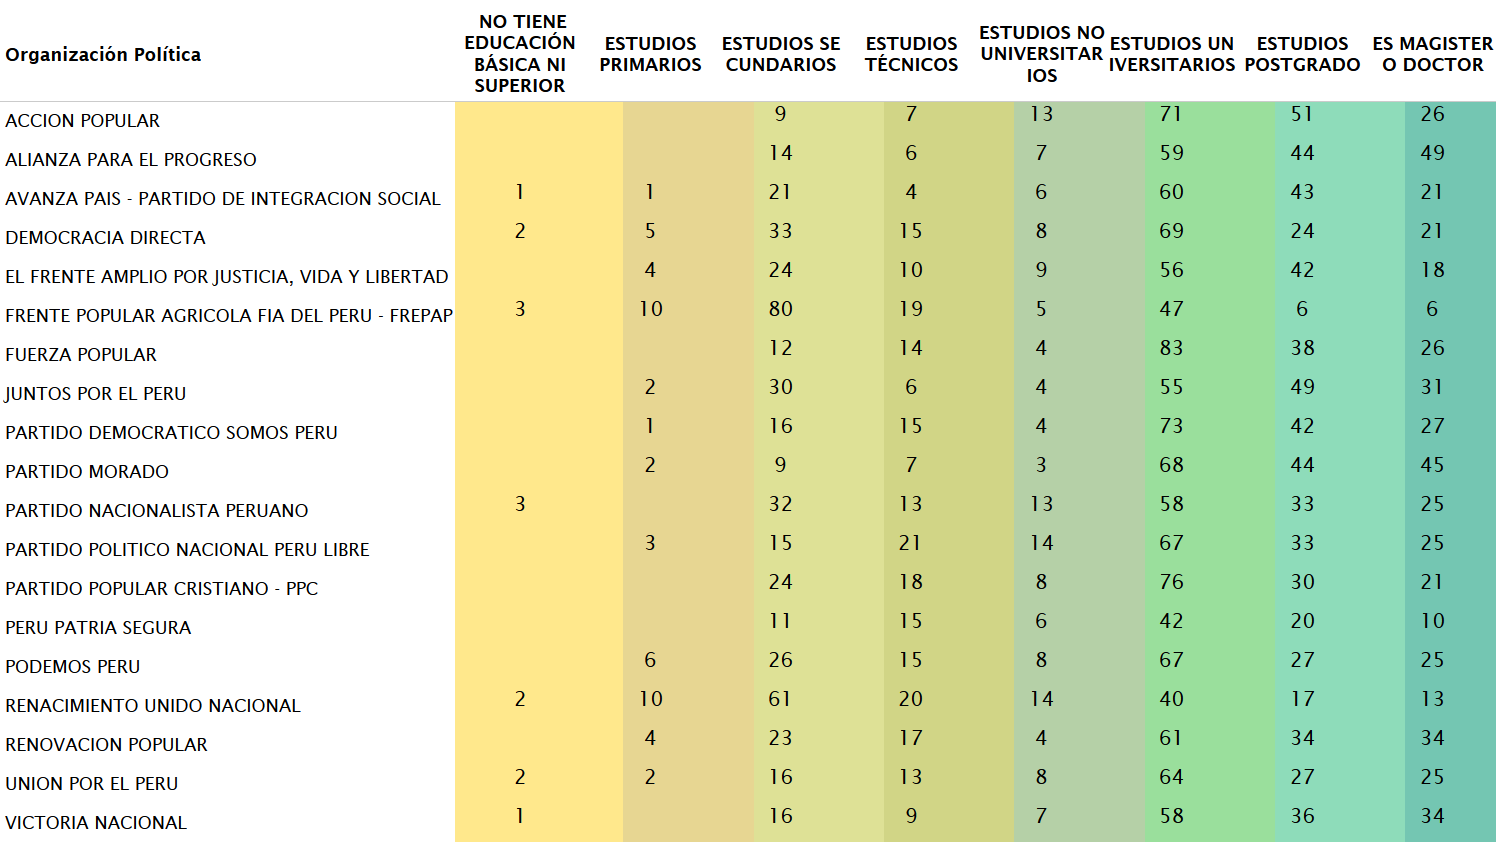 Organización Política NO TIENE EDUCACIÓN BÁSICA NI SUPERIOR ESTUDIOS PRIMARIOS ESTUDIOS SE CUNDARIOS ESTUDIOS TÉCNICOS ESTUDIOS NO UNIVERSITAR IOS ESTUDIOS UN IVERSITARIOS ESTUDIOS POSTGRADO ES MAGISTER O DOCTOR
ACCION POPULAR 9 7 13 71 51 26
ALIANZA PARA EL PROGRESO 14 6 7 59 44 49
AVANZA PAIS - PARTIDO DE INTEGRACION SOCIAL 1 1 21 4 6 60 43 21
DEMOCRACIA DIRECTA 2 5 33 15 8 69 24 21
EL FRENTE AMPLIO POR JUSTICIA, VIDA Y LIBERTAD 4 24 10 9 56 42 18
FRENTE POPULAR AGRICOLA FIA DEL PERU - FREPAP 3 10 80 19 5 47 6 6
FUERZA POPULAR 12 14 4 83 38 26
JUNTOS POR EL PERU 2 30 6 4 55 49 31
PARTIDO DEMOCRATICO SOMOS PERU 1 16 15 4 73 42 27
PARTIDO MORADO 2 9 7 3 68 44 45
PARTIDO NACIONALISTA PERUANO 3 32 13 13 58 33 25
PARTIDO POLITICO NACIONAL PERU LIBRE 3 15 21 14 67 33 25
PARTIDO POPULAR CRISTIANO - PPC 24 18 8 76 30 21
PERU PATRIA SEGURA 11 15 6 42 20 10
PODEMOS PERU 6 26 15 8 67 27 25
RENACIMIENTO UNIDO NACIONAL 2 10 61 20 14 40 17 13
RENOVACION POPULAR 4 23 17 4 61 34 34
UNION POR EL PERU 2 2 16 13 8 64 27 25
VICTORIA NACIONAL 1 16 9 7 58 36 34